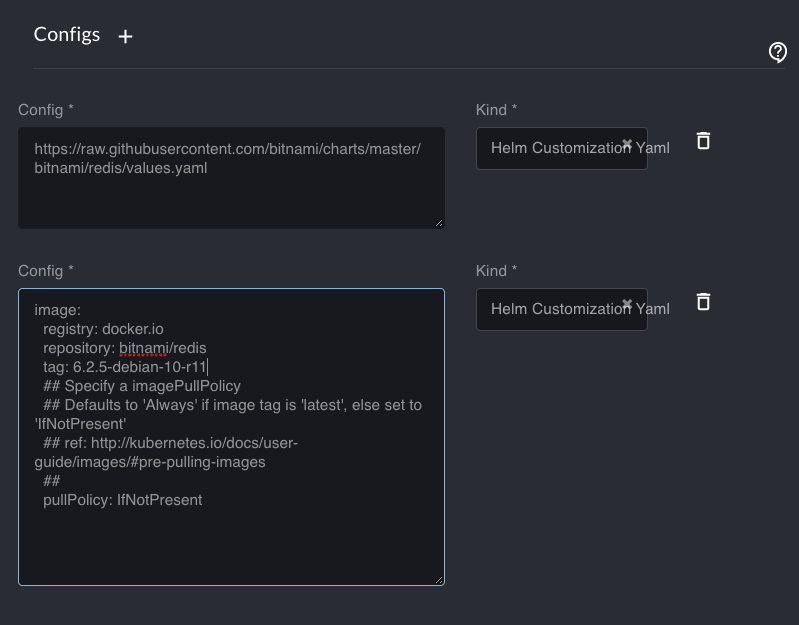 Configs +
Config *
Kind *
https://raw.githubusercontent.com/bitnami/charts/master/
bitnami/redis/values.yaml
Helm Customization Yaml
Config *
Kind *
image:
  registry: docker.io
  repository: bitnami/redis
  tag: 6.2.5-debian-10-r11
  ## Specify a imagePullPolicy
  ## Defaults to 'Always' if image tag is 'latest', else set to
'IfNotPresent'
  ## ref: http://kubernetes.io/docs/user-
guide/images/#pre-pulling-images
  ##
  pullPolicy: IfNotPresent
Helm Customization Yaml